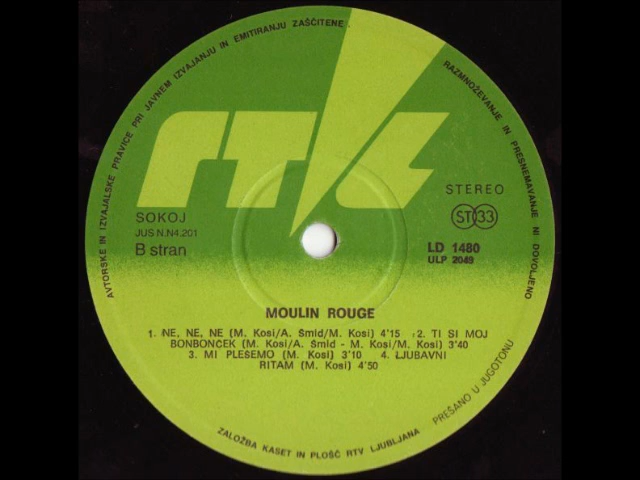 AVTORSKE IN IZVAJALSKE PRAVICE PRI JAVNEM IZVAJANJU IN EMITIRANJU ZAŠČITENE.
RAZMNOŽEVANJE IN PRESNEMAVANJE NI DOVOLJENO
rtl
SOKOJ
JUS N.N4.201
B stran
STEREO
ST 33
LD 1480
ULP 2049
MOULIN ROUGE
1. NE, NE, NE (M. Kosi/A. Šmid/M. Kosi) 4'15 2. TI SI MOJ
BONBONČEK (M. Kosi/A. Šmid - M. Kosi/M. Kosi) 3'40
3. MI PLEŠEMO (M. Kosi) 3'10 4. LJUBAVNI
RITAM (M. Kosi) 4'50
PREŠANO U JUGOTONU
ZALOŽBA KASET IN PLOŠČ RTV LJUBLJANA